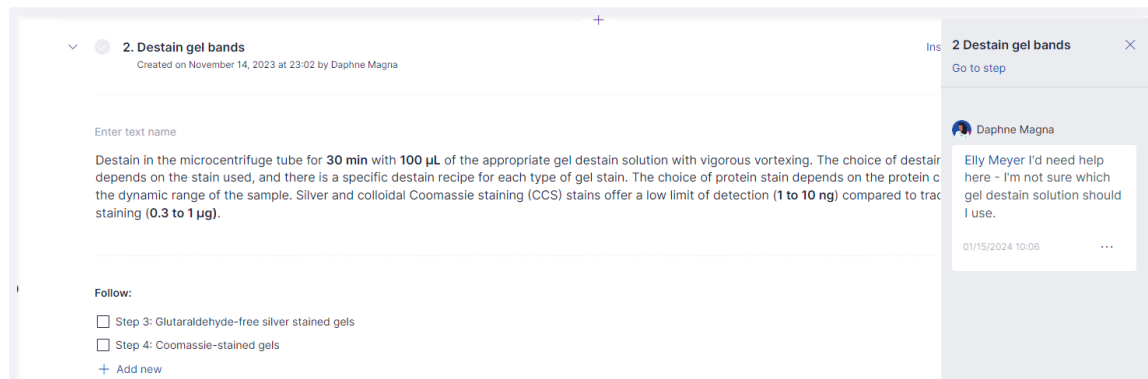 2. Destain gel bands
Created on November 14, 2023 at 23:02 by Daphne Magna
Ins
Enter text name
Destain in the microcentrifuge tube for 30 min with 100 µL of the appropriate gel destain solution with vigorous vortexing. The choice of destain
depends on the stain used, and there is a specific destain recipe for each type of gel stain. The choice of protein stain depends on the protein c
the dynamic range of the sample. Silver and colloidal Coomassie staining (CCS) stains offer a low limit of detection (1 to 10 ng) compared to trad
staining (0.3 to 1 µg).
Follow:
Step 3: Glutaraldehyde-free silver stained gels
Step 4: Coomassie-stained gels
+ Add new
2 Destain gel bands
Go to step
Daphne Magna
Elly Meyer I'd need help
here - I'm not sure which
gel destain solution should
I use.
01/15/2024 10:06